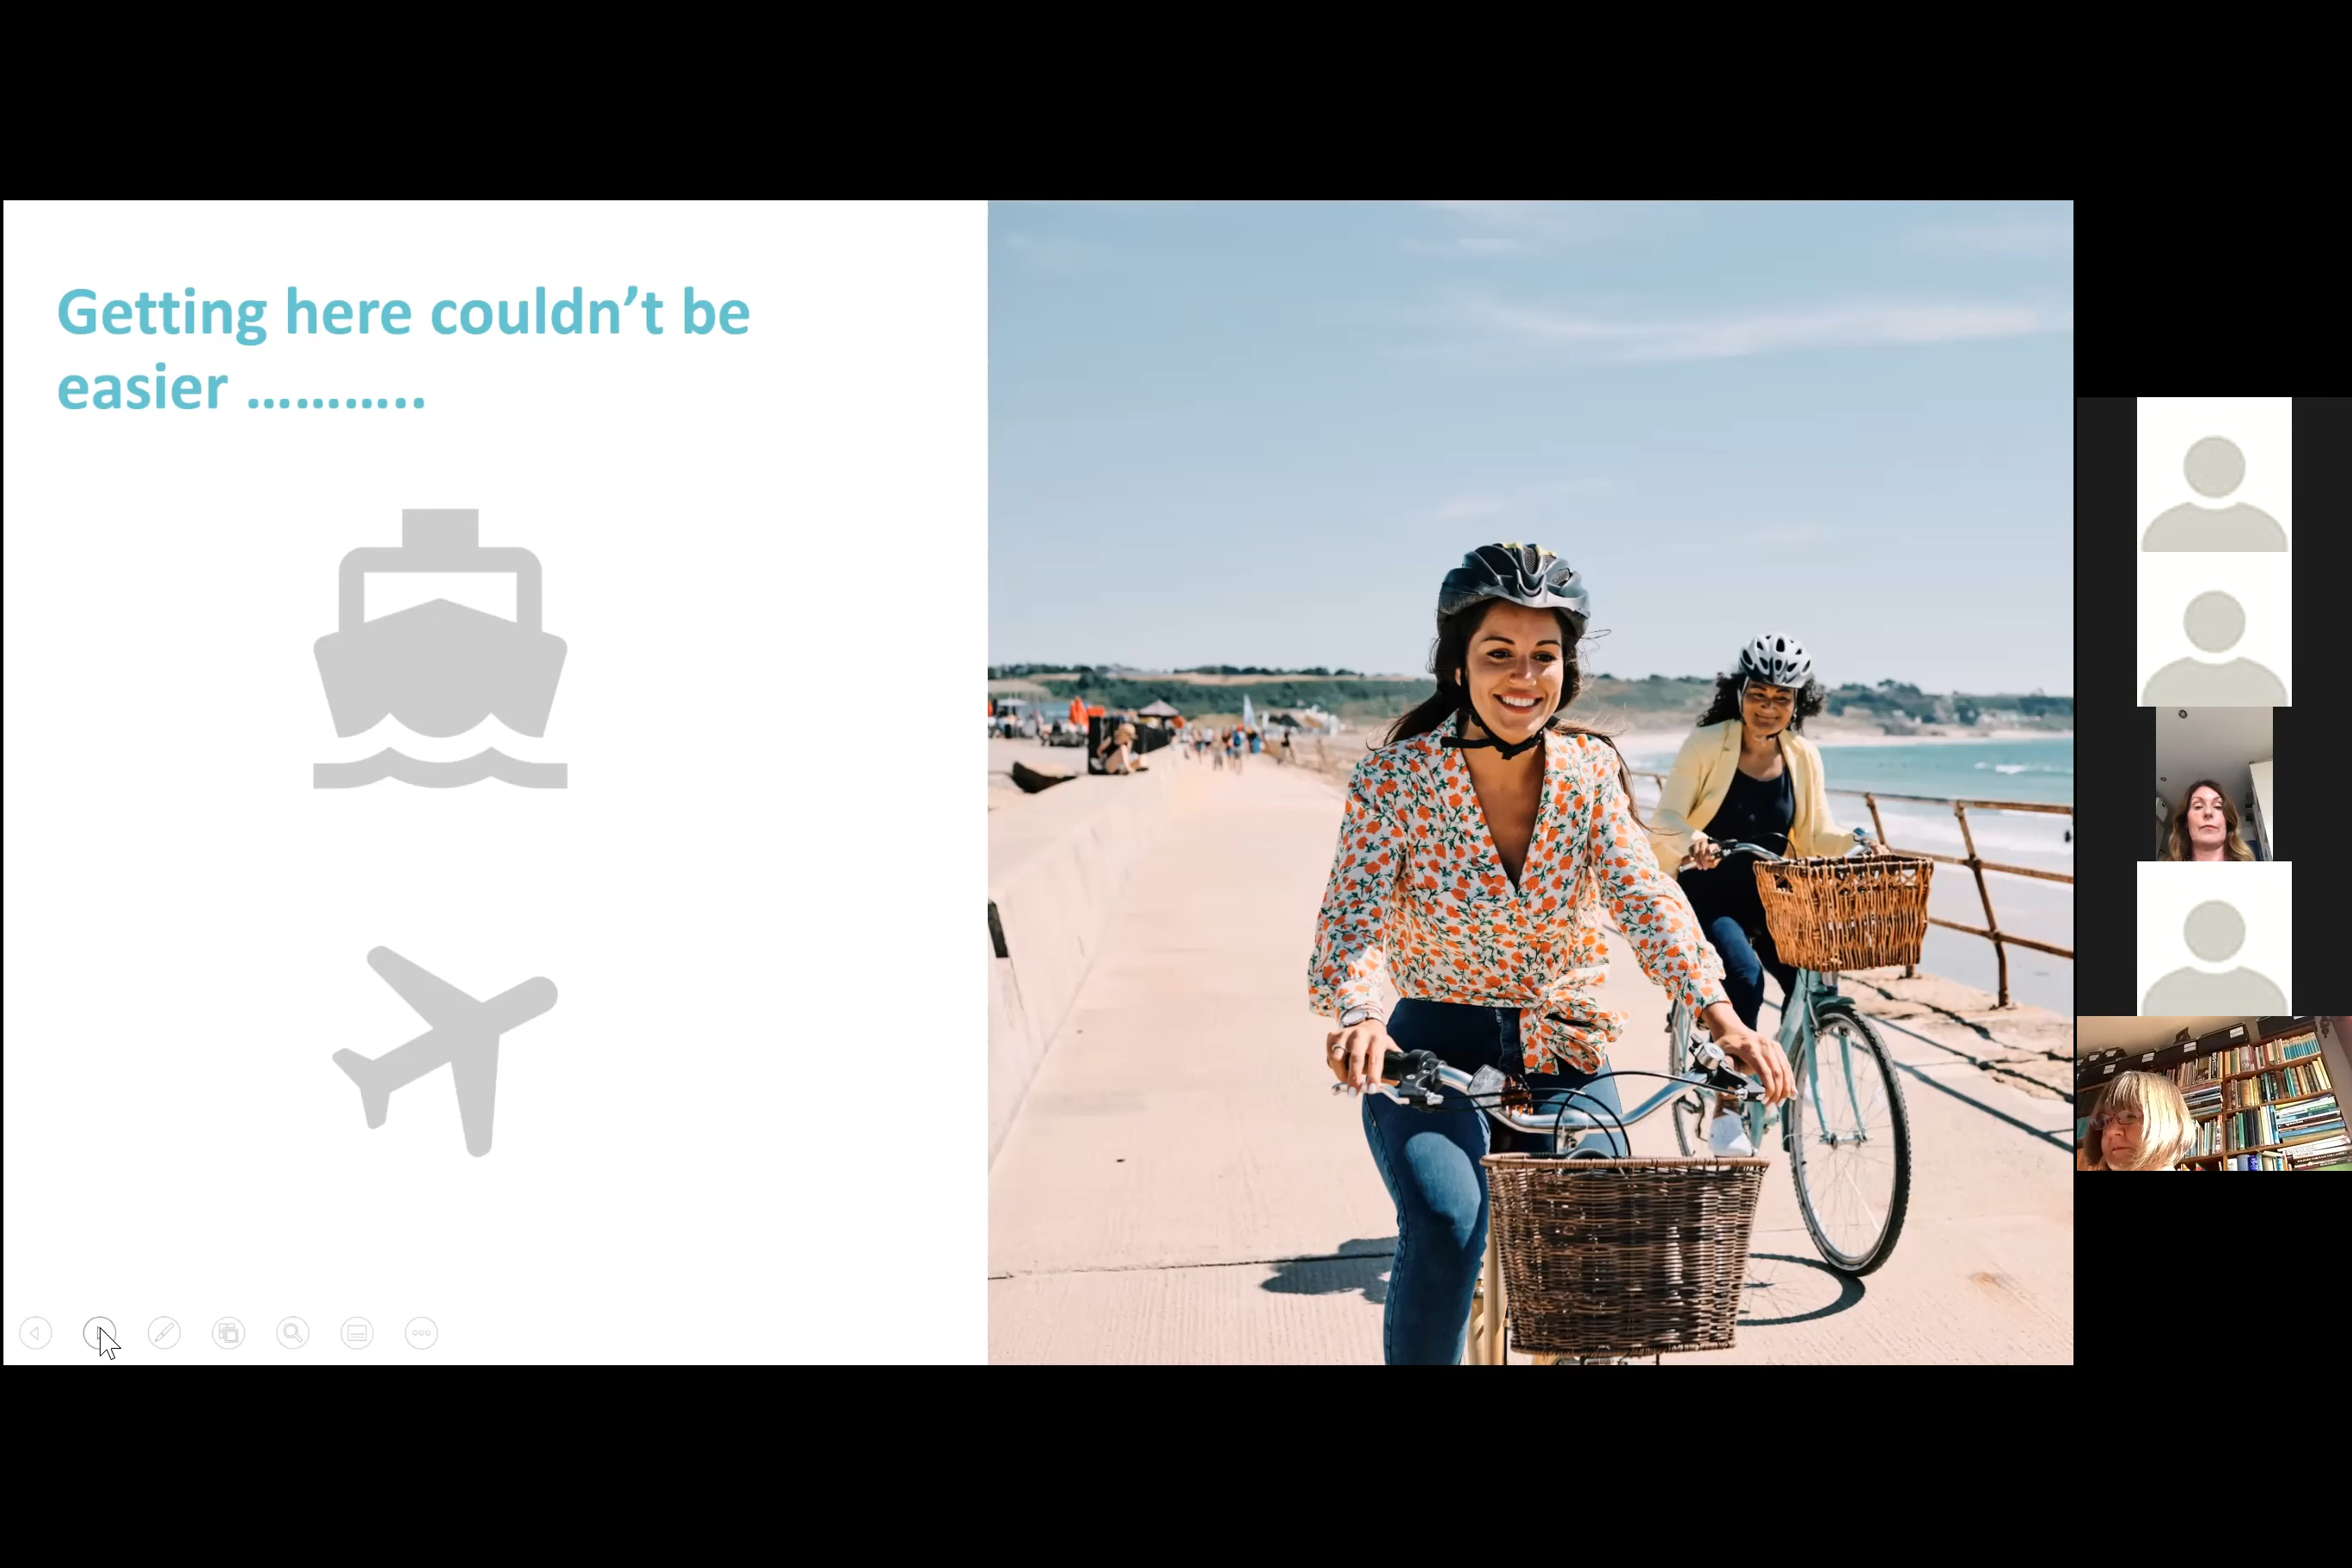 Getting here couldn’t be
easier ………..